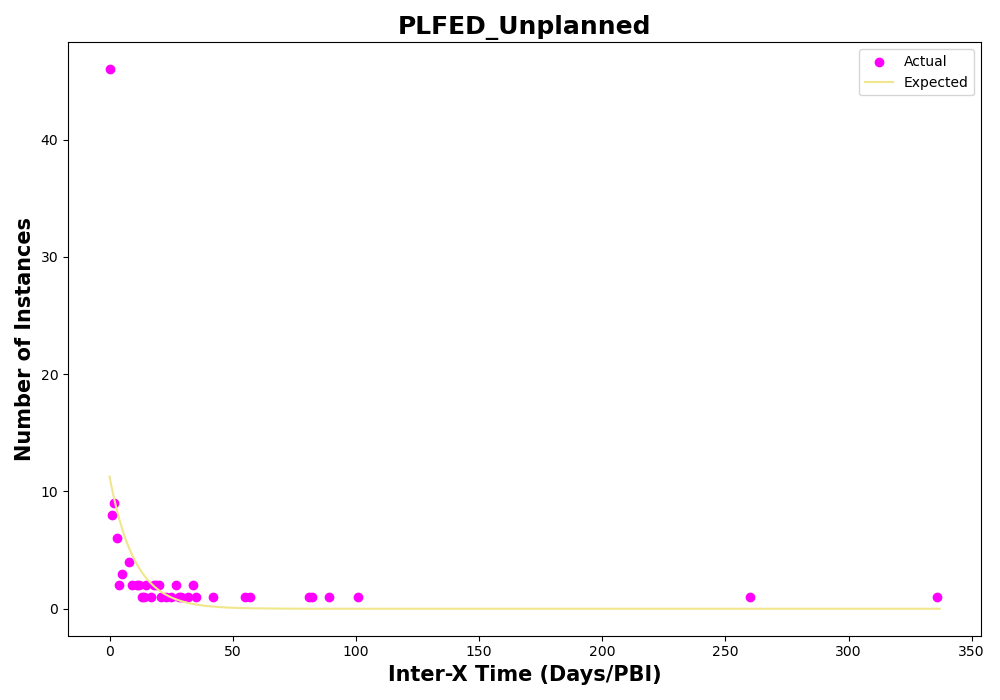 PLFED_Unplanned
Actual
Expected
Number of Instances
40
30
20
10
0
0 50 100 150 200 250 300 350
Inter-X Time (Days/PBI)